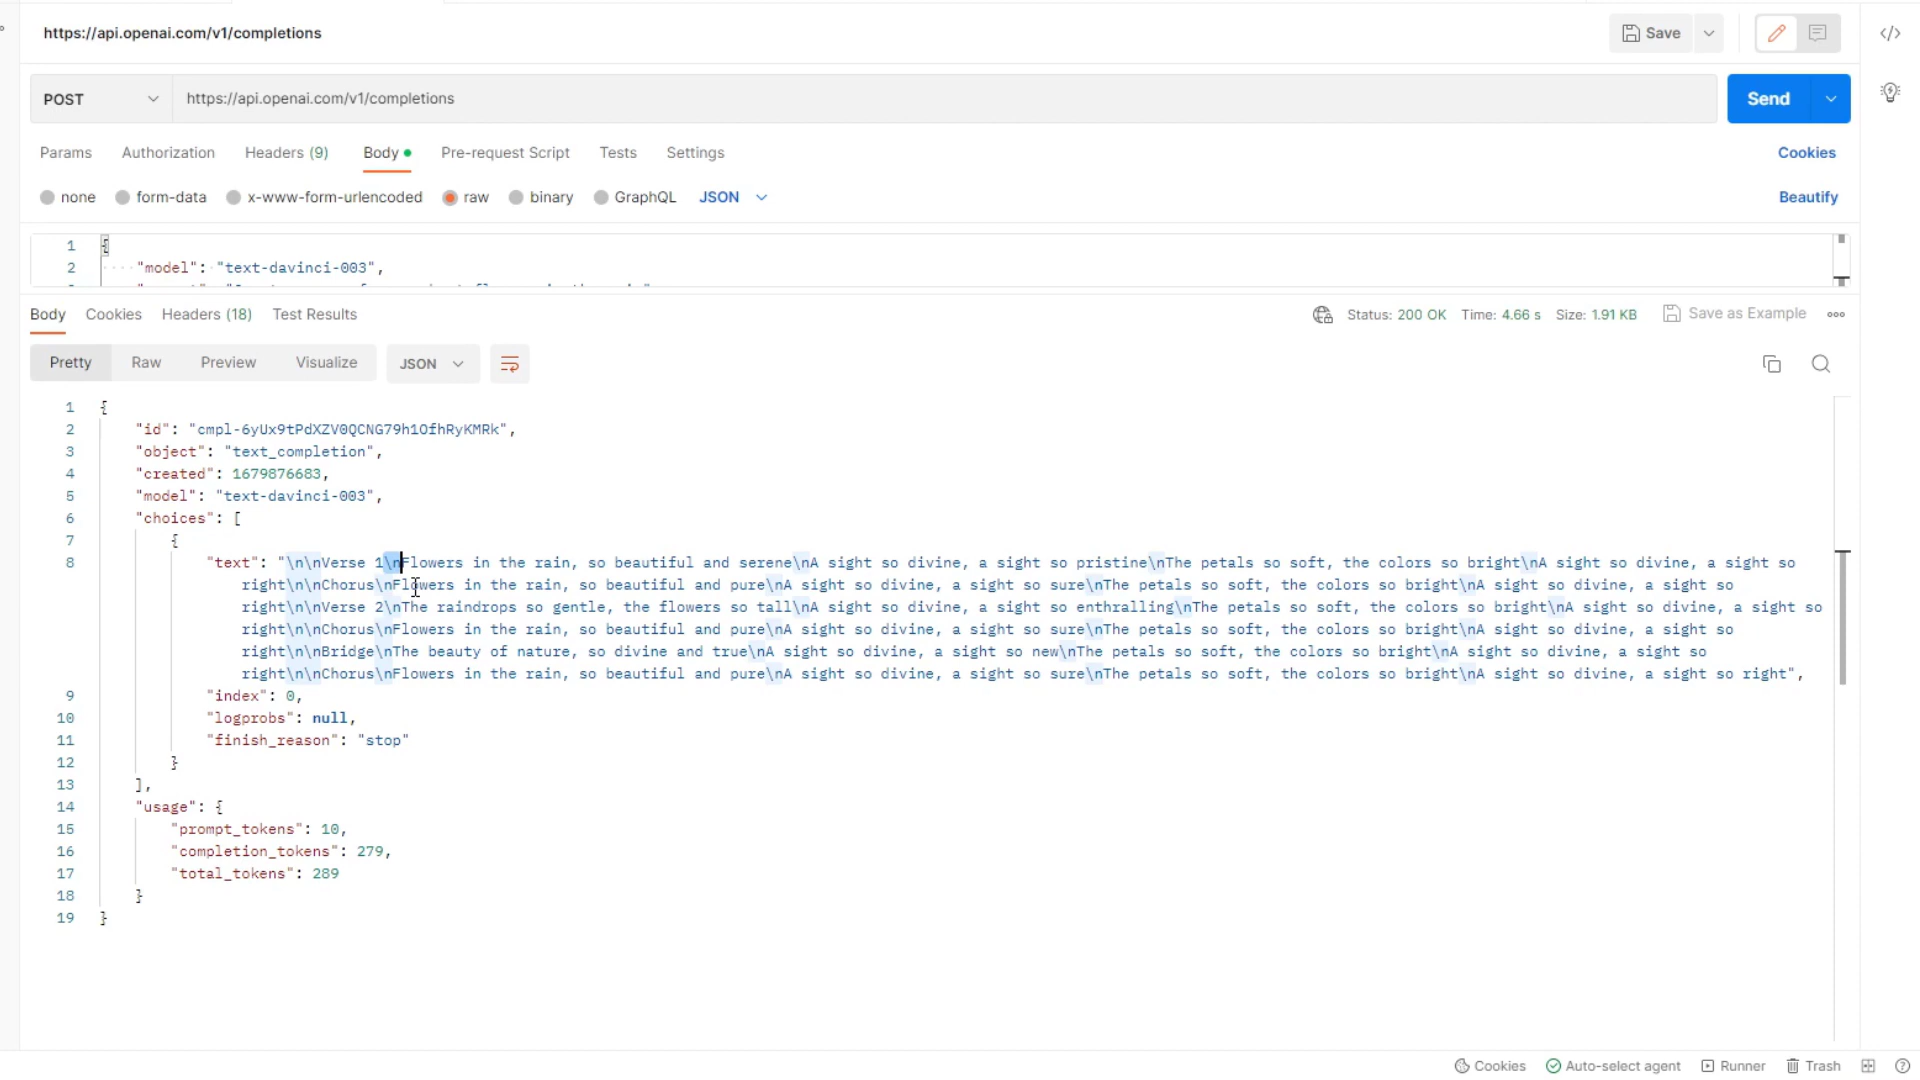 https://api.openai.com/v1/completions
Save
POST
https://api.openai.com/v1/completions
Send
Params Authorization Headers (9) Body Pre-request Script Tests Settings Cookies
none form-data x-www-form-urlencoded raw binary GraphQL JSON Beautify
1 {
2 "model": "text-davinci-003",
Body Cookies Headers (18) Test Results Status: 200 OK Time: 4.66 s Size: 1.91 KB Save as Example
Pretty Raw Preview Visualize JSON
1 {
2 "id": "cmpl-6yUx9tPdXZV0QCNG79h1OfhRyKMRk",
3 "object": "text_completion",
4 "created": 1679876683,
5 "model": "text-davinci-003",
6 "choices": [
7 {
8 "text": "\n\nVerse 1\nFlowers in the rain, so beautiful and serene\nA sight so divine, a sight so pristine\nThe petals so soft, the colors so bright\nA sight so divine, a sight so
right\n\nChorus\nFlowers in the rain, so beautiful and pure\nA sight so divine, a sight so sure\nThe petals so soft, the colors so bright\nA sight so divine, a sight so
right\n\nVerse 2\nThe raindrops so gentle, the flowers so tall\nA sight so divine, a sight so enthralling\nThe petals so soft, the colors so bright\nA sight so divine, a sight so
right\n\nChorus\nFlowers in the rain, so beautiful and pure\nA sight so divine, a sight so sure\nThe petals so soft, the colors so bright\nA sight so divine, a sight so
right\n\nBridge\nThe beauty of nature, so divine and true\nA sight so divine, a sight so new\nThe petals so soft, the colors so bright\nA sight so divine, a sight so
right\n\nChorus\nFlowers in the rain, so beautiful and pure\nA sight so divine, a sight so sure\nThe petals so soft, the colors so bright\nA sight so divine, a sight so right",
9 "index": 0,
10 "logprobs": null,
11 "finish_reason": "stop"
12 }
13 ],
14 "usage": {
15 "prompt_tokens": 10,
16 "completion_tokens": 279,
17 "total_tokens": 289
18 }
19 }
Cookies Auto-select agent Runner Trash